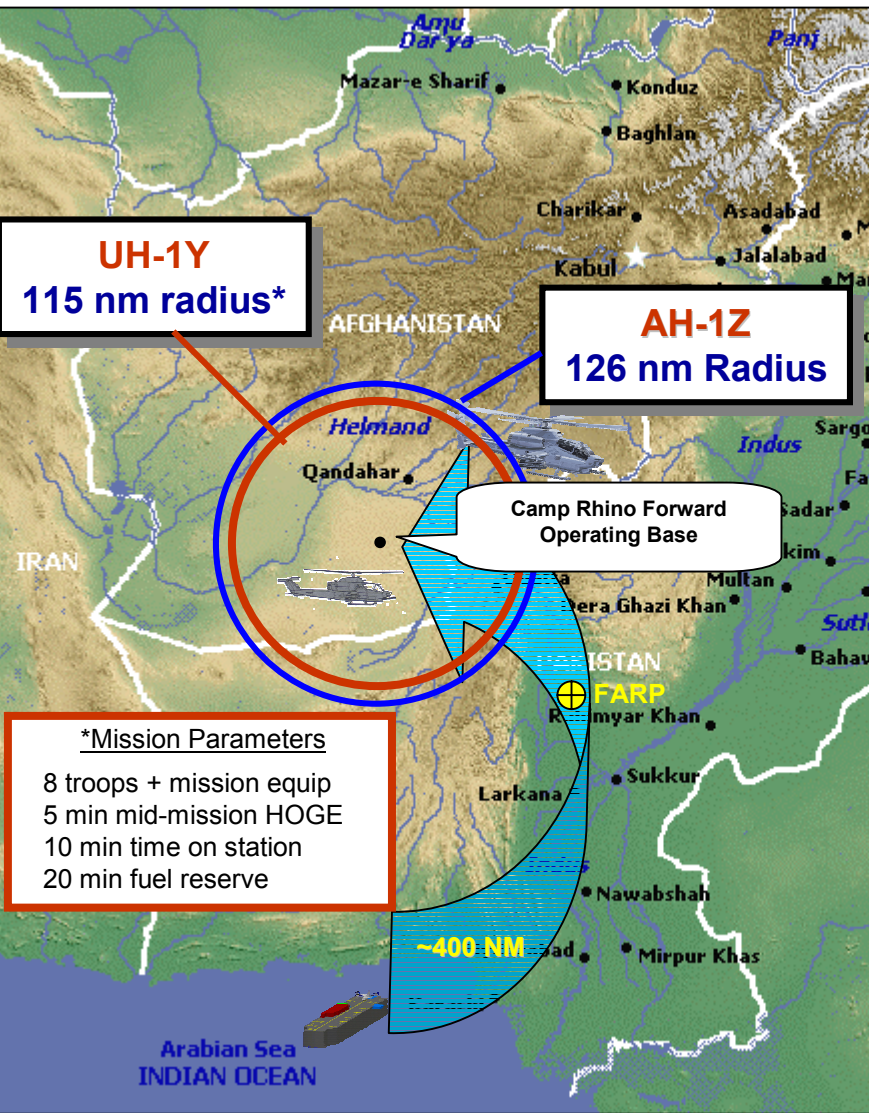 Amu
Dar'ya
Panj
Mazar-e Sharif
Konduz
Baghlan
Charikar
Asadabad
Jalalabad
Kabul
UH-1Y
115 nm radius*
AFGHANISTAN
AH-1Z
126 nm Radius
Helmand
Indus
Qandahar
Camp Rhino Forward
Operating Base
IRAN
Multan
Dera Ghazi Khan
ISTAN
FARP
*Mission Parameters
8 troops + mission equip
5 min mid-mission HOGE
10 min time on station
20 min fuel reserve
Sukkur
Larkana
Nawabshah
~400 NM
Mirpur Khas
Arabian Sea
INDIAN OCEAN